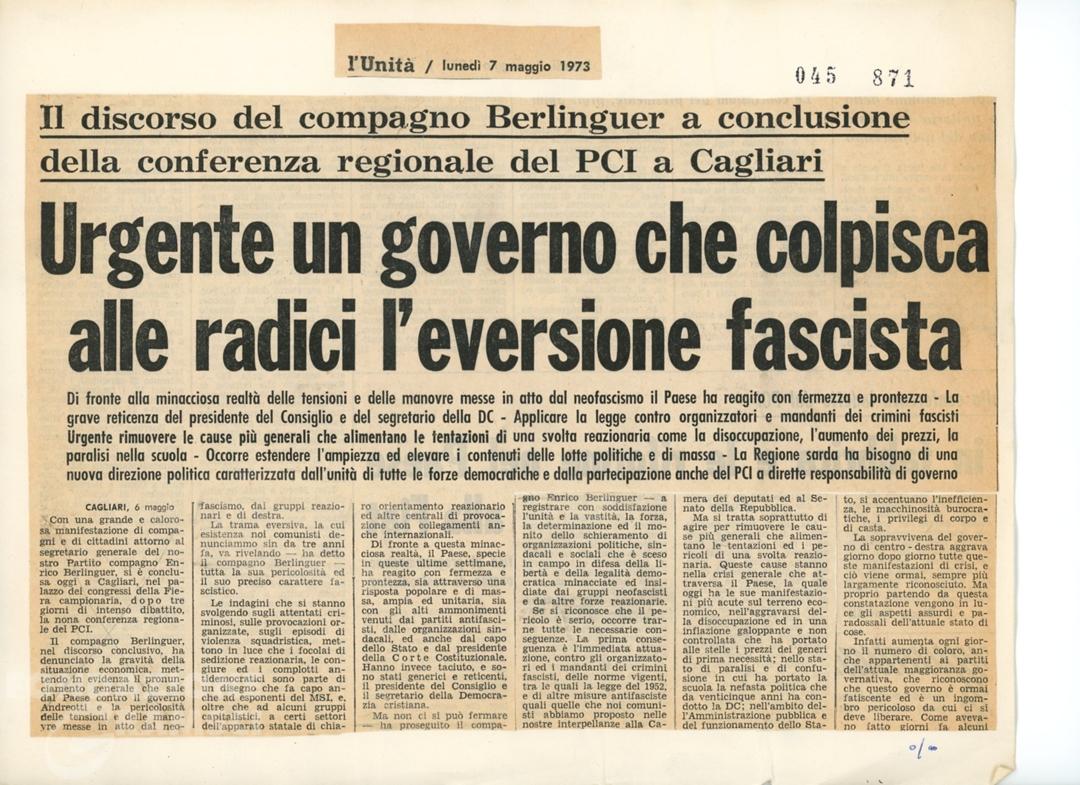 l'Unità / lunedì 7 maggio 1973
045 871
Il discorso del compagno Berlinguer a conclusione
della conferenza regionale del PCI a Cagliari
Urgente un governo che colpisca
alle radici l'eversione fascista
Di fronte alla minacciosa realtà delle tensioni e delle manovre messe in atto dal neofascismo il Paese ha reagito con fermezza e prontezza - La
grave reticenza del presidente del Consiglio e del segretario della DC - Applicare la legge contro organizzatori e mandanti dei crimini fascisti
Urgente rimuovere le cause più generali che alimentano le tentazioni di una svolta reazionaria come la disoccupazione, l'aumento dei prezzi, la
paralisi nella scuola - Occorre estendere l'ampiezza ed elevare i contenuti delle lotte politiche e di massa - La Regione sarda ha bisogno di una
nuova direzione politica caratterizzata dall'unità di tutte le forze democratiche e dalla partecipazione anche del PCI a dirette responsabilità di governo
CAGLIARI, 6 maggio
Con una grande e caloro-
sa manifestazione di compa-
gni e di cittadini attorno al
segretario generale del no-
stro Partito compagno En-
rico Berlinguer, si è conclu-
sa oggi a Cagliari, nel pa-
lazzo dei congressi della Fie-
ra campionaria, dopo tre
giorni di intenso dibattito,
la nona conferenza regiona-
le del PCI.
Il compagno Berlinguer,
nel discorso conclusivo, ha
denunciato la gravità della
situazione economica, met-
tendo in evidenza il pronun-
ciamento generale che sale
dal Paese contro il governo
Andreotti e la pericolosità
delle tensioni e delle mano-
vre messe in atto dal neo-
fascismo, dai gruppi reazio-
nari e di destra.
La trama eversiva, la cui
esistenza noi comunisti de-
nunciammo sin da tre anni
fa, va rivelando — ha detto
il compagno Berlinguer —
tutta la sua pericolosità ed
il suo preciso carattere fa-
scistico.
Le indagini che si stanno
svolgendo sugli attentati cri-
minosi, sulle provocazioni or-
ganizzate, sugli episodi di
violenza squadristica, met-
tono in luce che i focolai di
sedizione reazionaria, le con-
giure ed i complotti an-
tidemocratici sono parte di
un disegno che fa capo an-
che ad esponenti del MSI, e,
oltre che ad alcuni gruppi
capitalistici, a certi settori
dell'apparato statale di chia-
ro orientamento reazionario
ed altre centrali di provoca-
zione con collegamenti an-
che internazionali.
Di fronte a questa minac-
ciosa realtà, il Paese, specie
in queste ultime settimane,
ha reagito con fermezza e
prontezza, sia attraverso una
risposta popolare e di mas-
sa, ampia ed unitaria, sia
con gli alti ammonimenti
venuti dai partiti antifasci-
sti, dalle organizzazioni sin-
dacali, ed anche dal capo
dello Stato e dal presidente
della Corte Costituzionale.
Hanno invece taciuto, e so-
no stati generici e reticenti,
il presidente del Consiglio e
il segretario della Democra-
zia cristiana.
Ma non ci si può fermare
— ha proseguito il compa-
gno Enrico Berlinguer — a
registrare con soddisfazione
l'unità e la vastità, la forza,
la determinazione ed il mo-
nito dello schieramento di
organizzazioni politiche, sin-
dacali e sociali che è sceso
in campo in difesa della li-
bertà e della legalità demo-
cratica minacciate ed insi-
diate dai gruppi neofascisti
e da altre forze reazionarie.
Se si riconosce che il pe-
ricolo è serio, occorre trar-
ne tutte le necessarie con-
seguenze. La prima conse-
guenza è l'immediata attua-
zione, contro gli organizzato-
ri ed i mandanti dei crimini
fascisti, delle norme vigenti,
tra le quali la legge del 1952,
e di altre misure antifasciste
quali quelle che noi comuni-
sti abbiamo proposto nelle
nostre interpellanze alla Ca-
mera dei deputati ed al Se-
nato della Repubblica.
Ma si tratta soprattutto di
agire per rimuovere le cau-
se più generali che alimen-
tano le tentazioni ed i pe-
ricoli di una svolta reazio-
naria. Queste cause stanno
nella crisi generale che at-
traversa il Paese, la quale
oggi ha le sue manifestazio-
ni più acute sul terreno eco-
nomico, nell'aggravarsi del-
la disoccupazione ed in una
inflazione galoppante e non
controllata che ha portato
alle stelle i prezzi dei generi
di prima necessità; nello sta-
to di paralisi e di confu-
sione in cui ha portato la
scuola la nefasta politica che
da venticinque anni ha con-
dotto la DC; nell'ambito del-
l'Amministrazione pubblica e
del funzionamento dello Sta-
to, si accentuano l'inefficien-
za, le macchinosità burocra-
tiche, i privilegi di corpo e
di casta.
La sopravvivenza del gover-
no di centro - destra aggrava
giorno dopo giorno tutte que-
ste manifestazioni di crisi, e
ciò viene ormai, sempre più
largamente riconosciuto. Ma
proprio partendo da questa
constatazione vengono in lu-
ce gli aspetti assurdi e pa-
radossali dell'attuale stato di
cose.
Infatti aumenta ogni gior-
no il numero di coloro, an-
che appartenenti ai partiti
dell'attuale maggioranza go-
vernativa, che riconoscono
che questo governo è ormai
fatiscente ed è un ingom-
bro pericoloso da cui ci si
deve liberare. Come aveva-
no fatto giorni fa alcuni